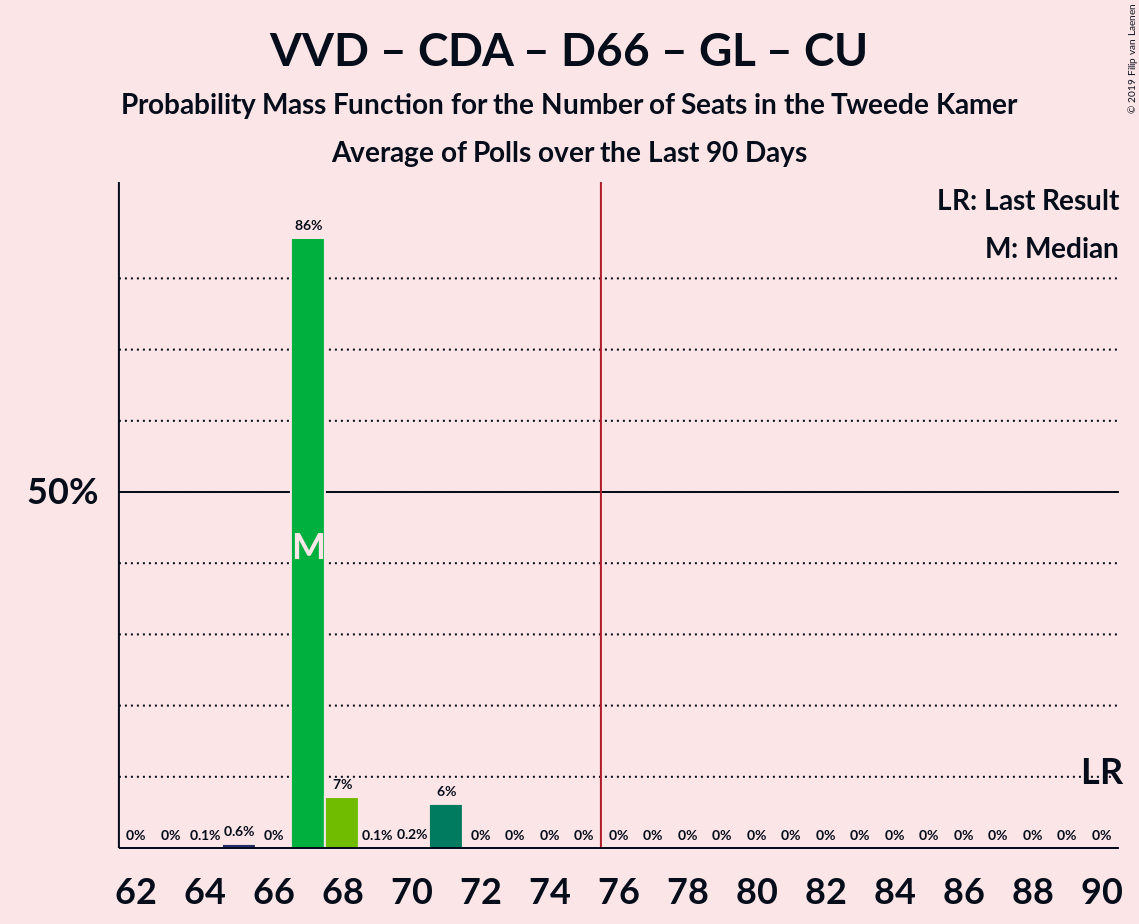 VVD – CDA – D66 – GL – CU
Probability Mass Function for the Number of Seats in the Tweede Kamer
Average of Polls over the Last 90 Days
© 2019 Filip van Laenen
LR: Last Result
M: Median
86%
50%
M
LR
7%
6%
0% 0% 0.1% 0.6% 0% 0.1% 0.2% 0% 0% 0% 0% 0% 0% 0% 0% 0% 0% 0% 0% 0% 0% 0% 0% 0% 0% 0%
62 64 66 68 70 72 74 76 78 80 82 84 86 88 90